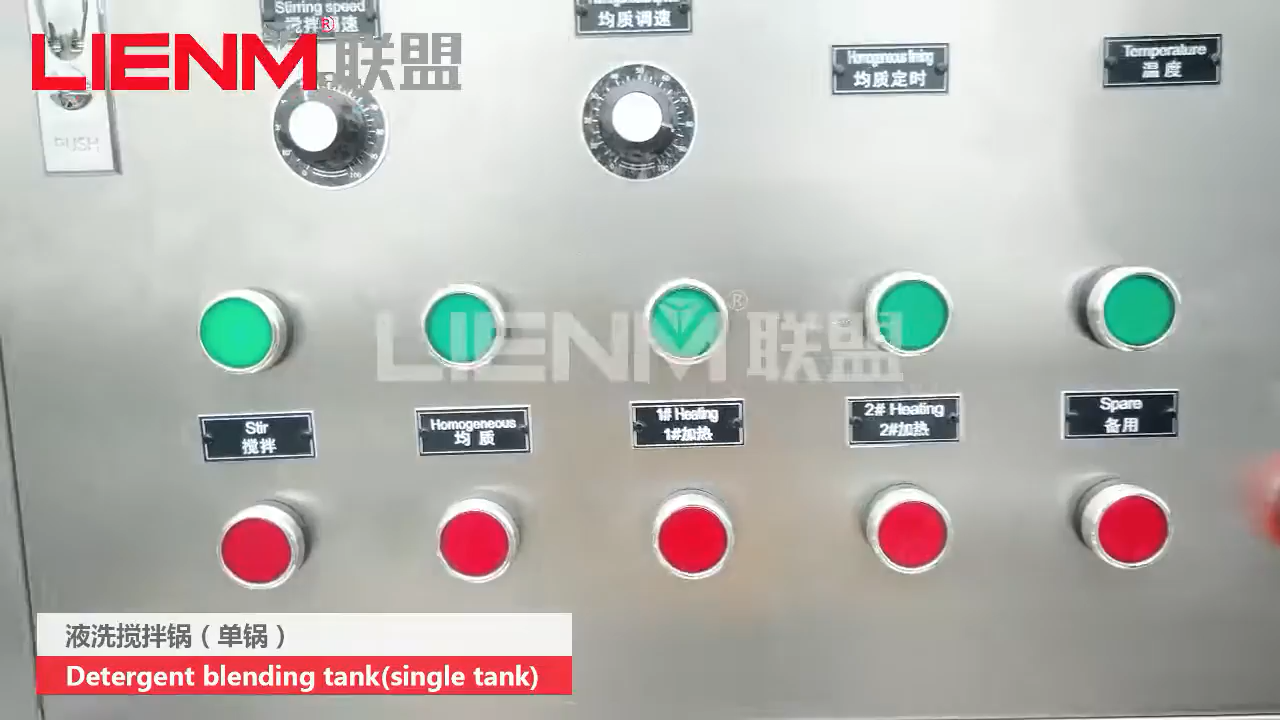 Stirring speed
搅拌调速
均质调速
Homogeneous timing
均质定时
Temperature
温度
LIENM®联盟
PUSH
LIENM®联盟
Stir
搅拌
Homogeneous
均质
1# Heating
1#加热
2# Heating
2#加热
Spare
备用
液洗搅拌锅（单锅）
Detergent blending tank(single tank)